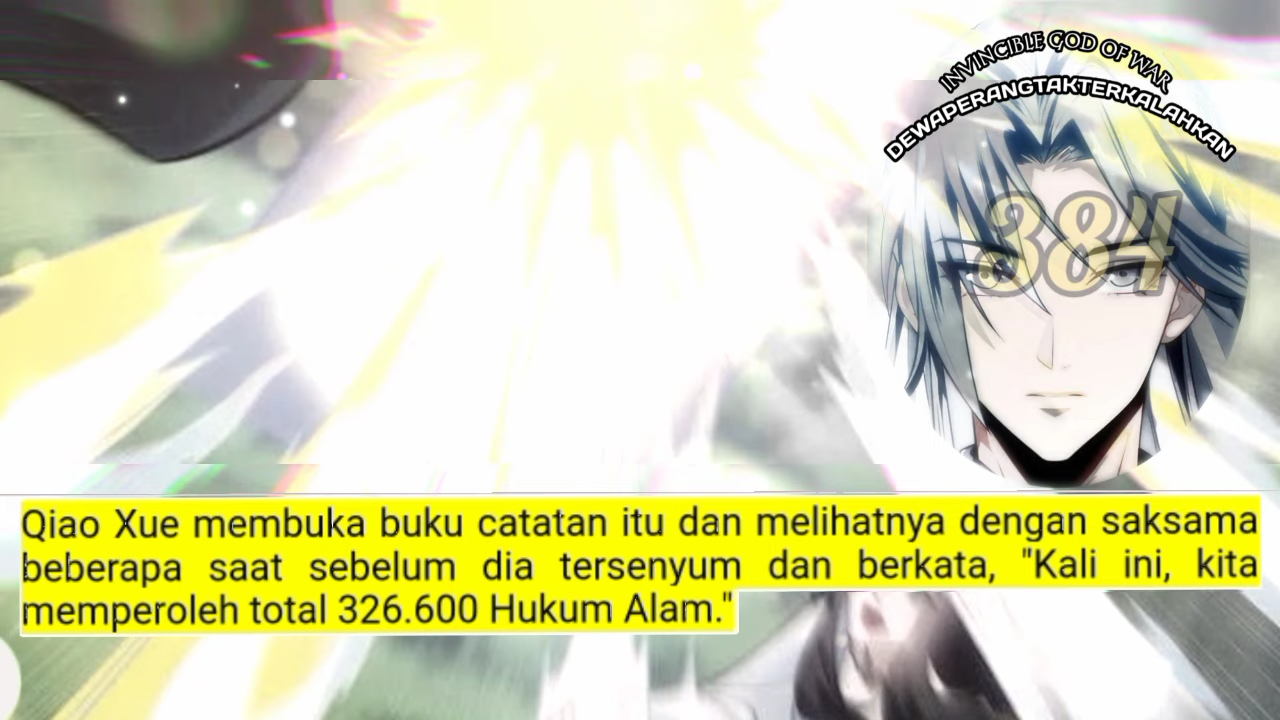 INVINCIBLE GOD OF WAR
DEWAPERANGTAKTERKALAHKAN
384
Qiao Xue membuka buku catatan itu dan melihatnya dengan saksama
beberapa saat sebelum dia tersenyum dan berkata, "Kali ini, kita
memperoleh total 326.600 Hukum Alam."